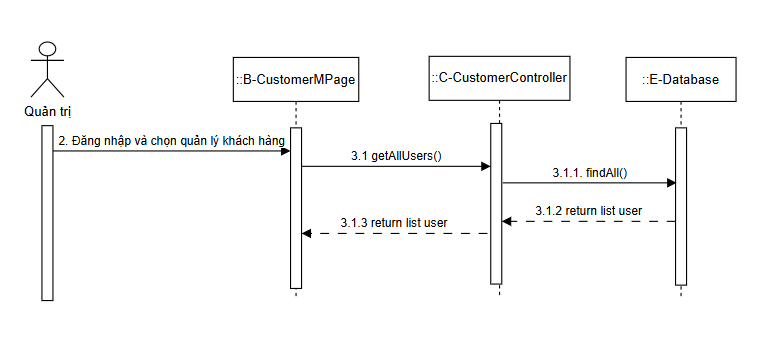 ::B-CustomerMPage
::C-CustomerController
::E-Database
Quản trị
2. Đăng nhập và chọn quản lý khách hàng
3.1 getAllUsers()
3.1.1. findAll()
3.1.2 return list user
3.1.3 return list user